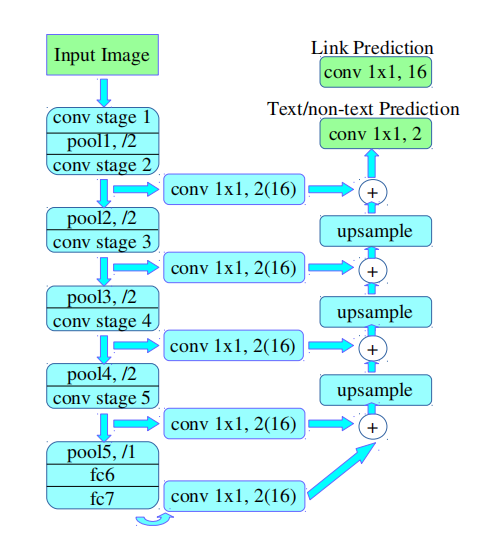 Input Image
conv stage 1
pool1, /2
conv stage 2
pool2, /2
conv stage 3
pool3, /2
conv stage 4
pool4, /2
conv stage 5
pool5, /1
fc6
fc7
conv 1x1, 2(16)
conv 1x1, 2(16)
conv 1x1, 2(16)
conv 1x1, 2(16)
conv 1x1, 2(16)
Link Prediction
conv 1x1, 16
Text/non-text Prediction
conv 1x1, 2
+
upsample
+
upsample
+
upsample
+